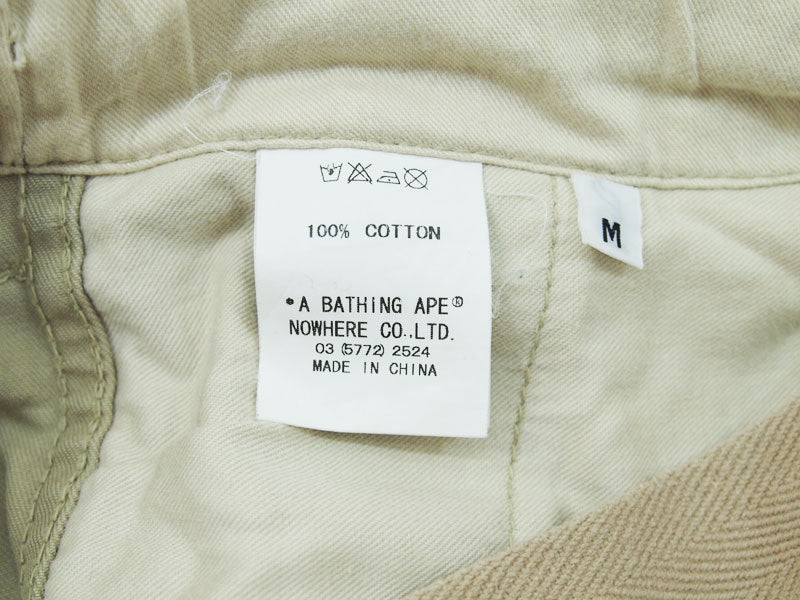 100% COTTON
*A BATHING APE®
NOWHERE CO.,LTD.
03 (5772) 2524
MADE IN CHINA
M